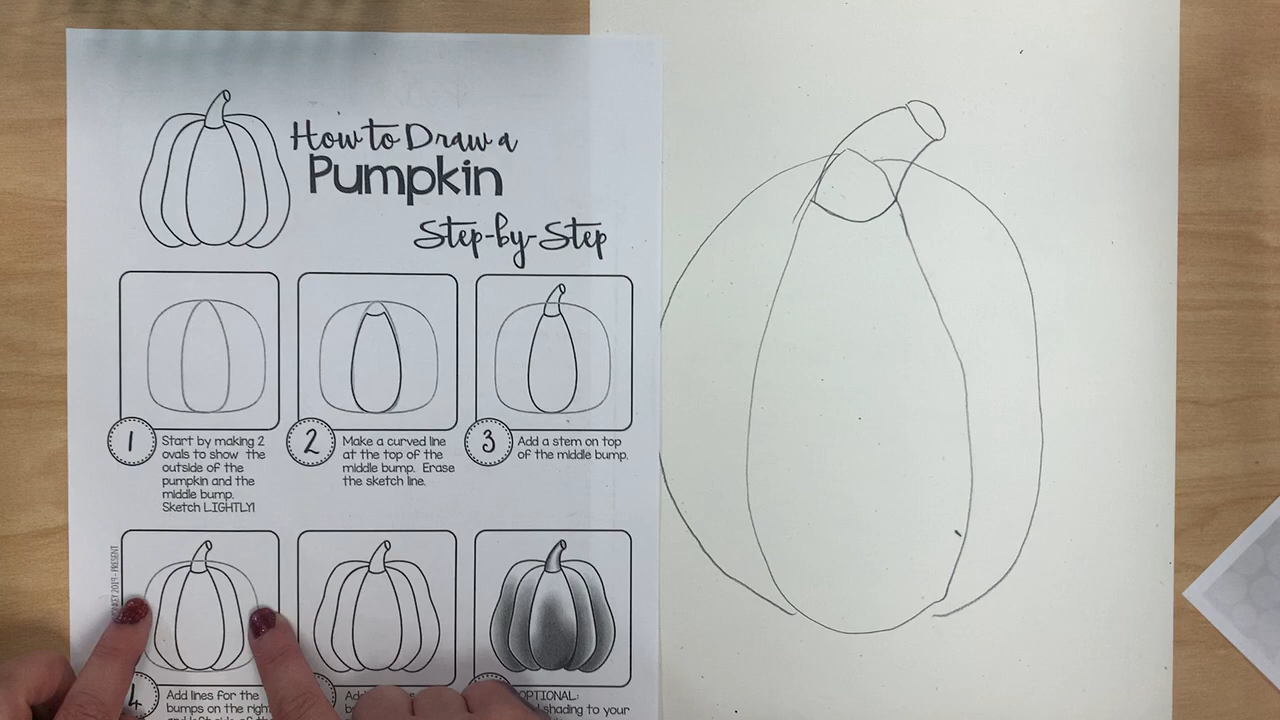 How to Draw a
Pumpkin
Step-by-Step
1
Start by making 2
ovals to show the
outside of the
pumpkin and the
middle bump.
Sketch LIGHTLY!
2
Make a curved line
at the top of the
middle bump. Erase
the sketch line.
3
Add a stem on top
of the middle bump.
2019 - PRESENT
4
Add lines for the
bumps on the right
OPTIONAL:
shading to your